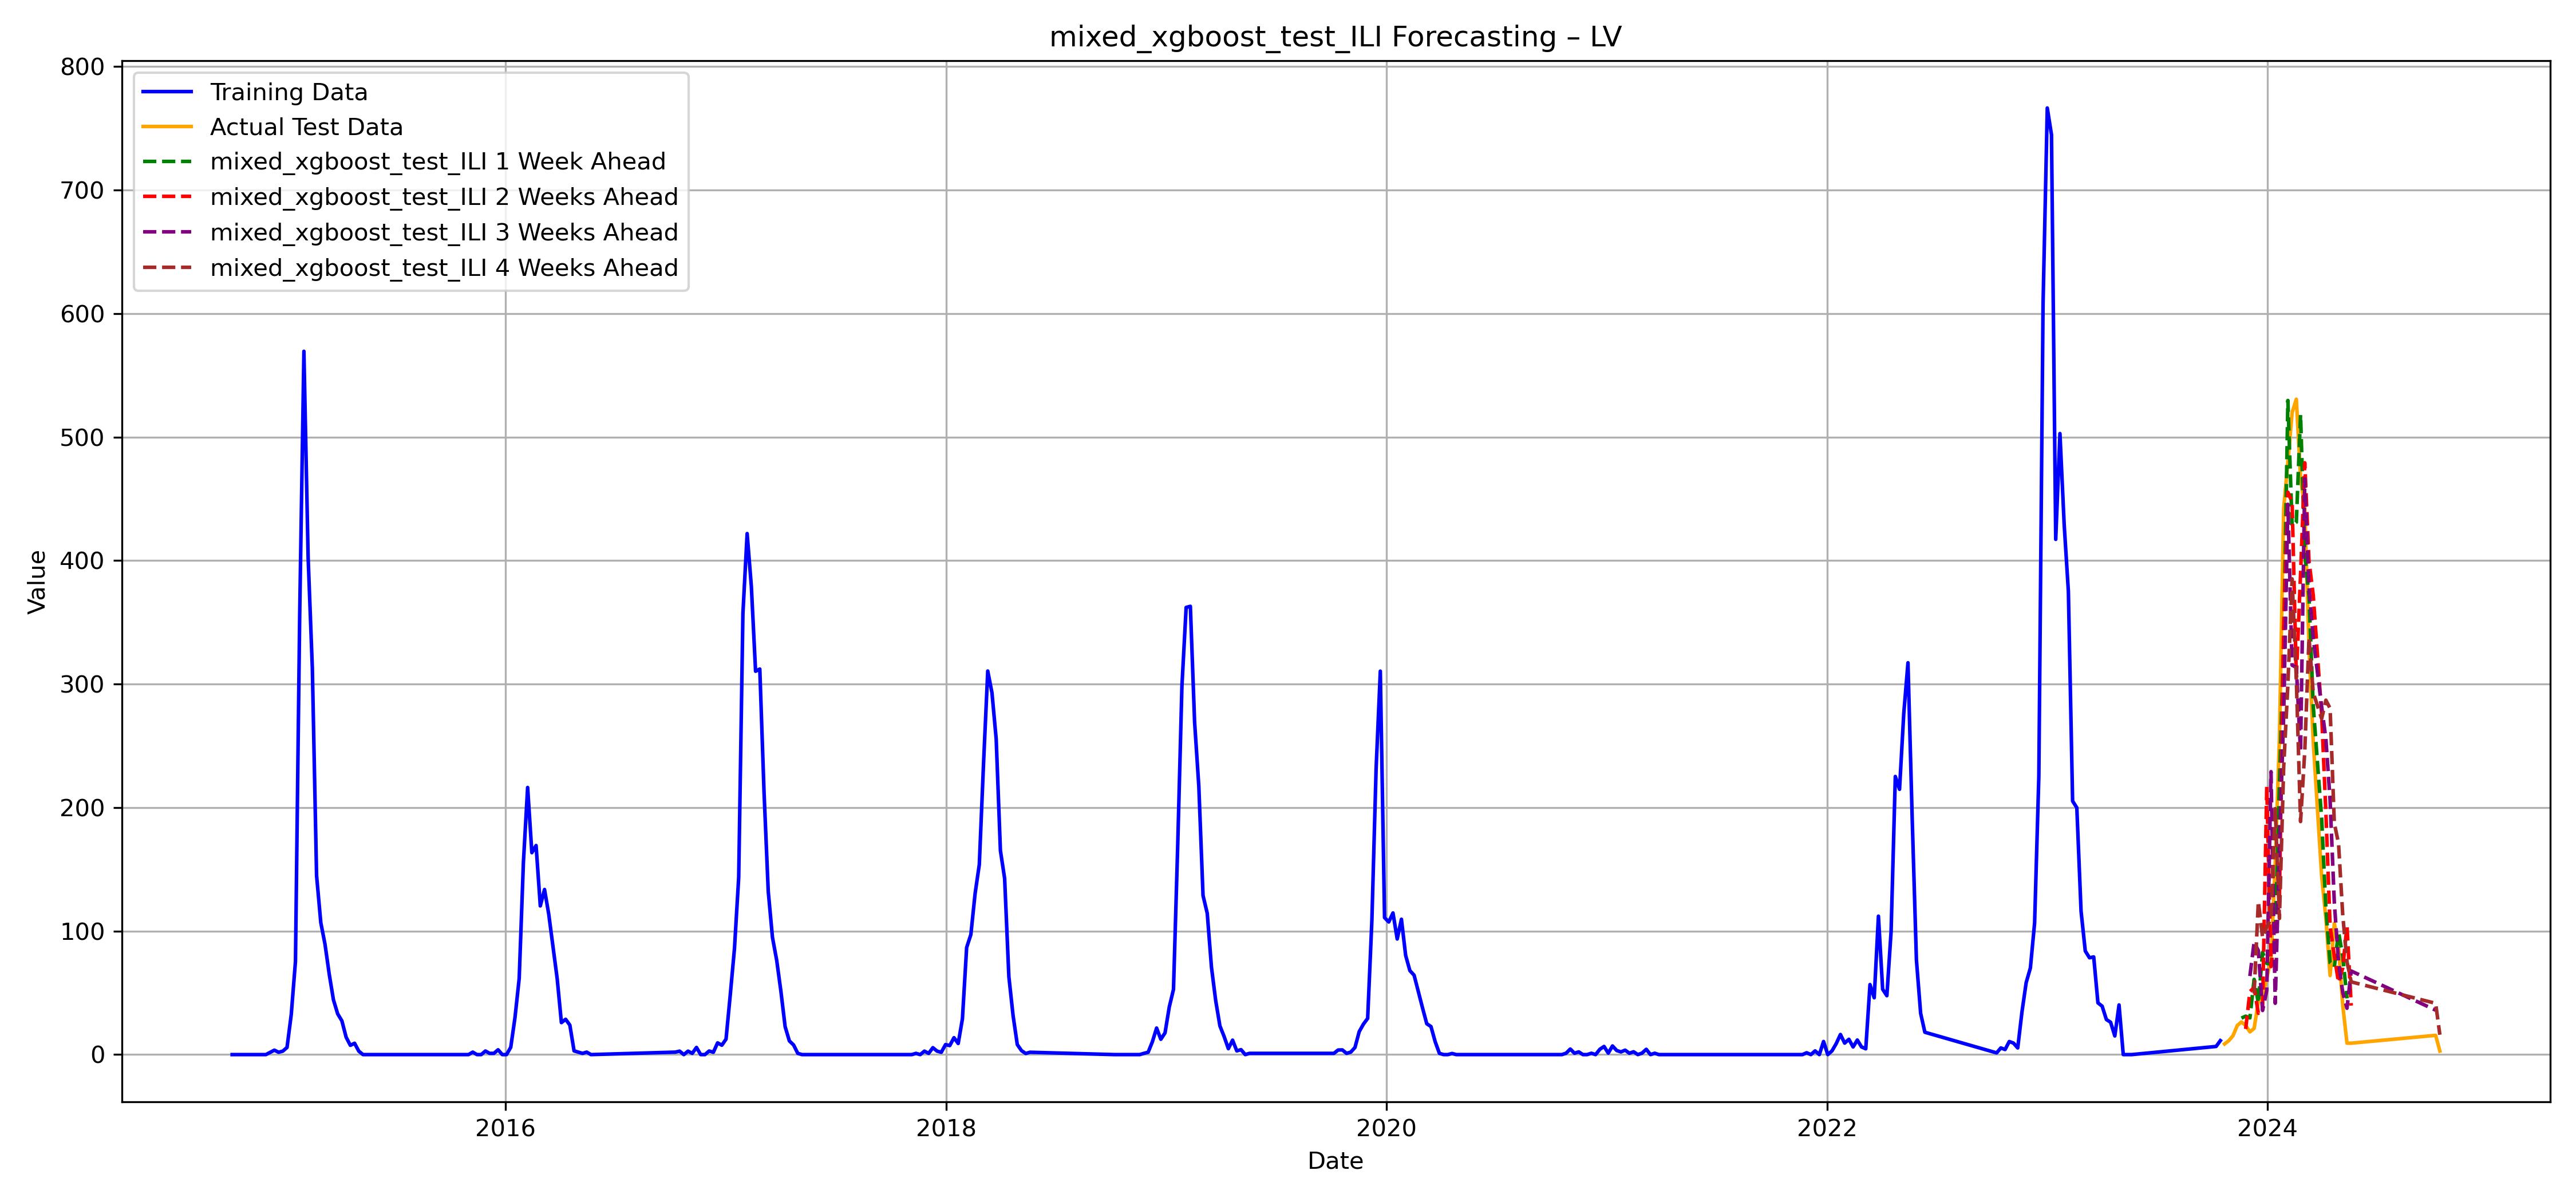 mixed_xgboost_test_ILI Forecasting – LV
Training Data
Actual Test Data
mixed_xgboost_test_ILI 1 Week Ahead
mixed_xgboost_test_ILI 2 Weeks Ahead
mixed_xgboost_test_ILI 3 Weeks Ahead
mixed_xgboost_test_ILI 4 Weeks Ahead
Value
800
700
600
500
400
300
200
100
0
2016 2018 2020 2022 2024
Date